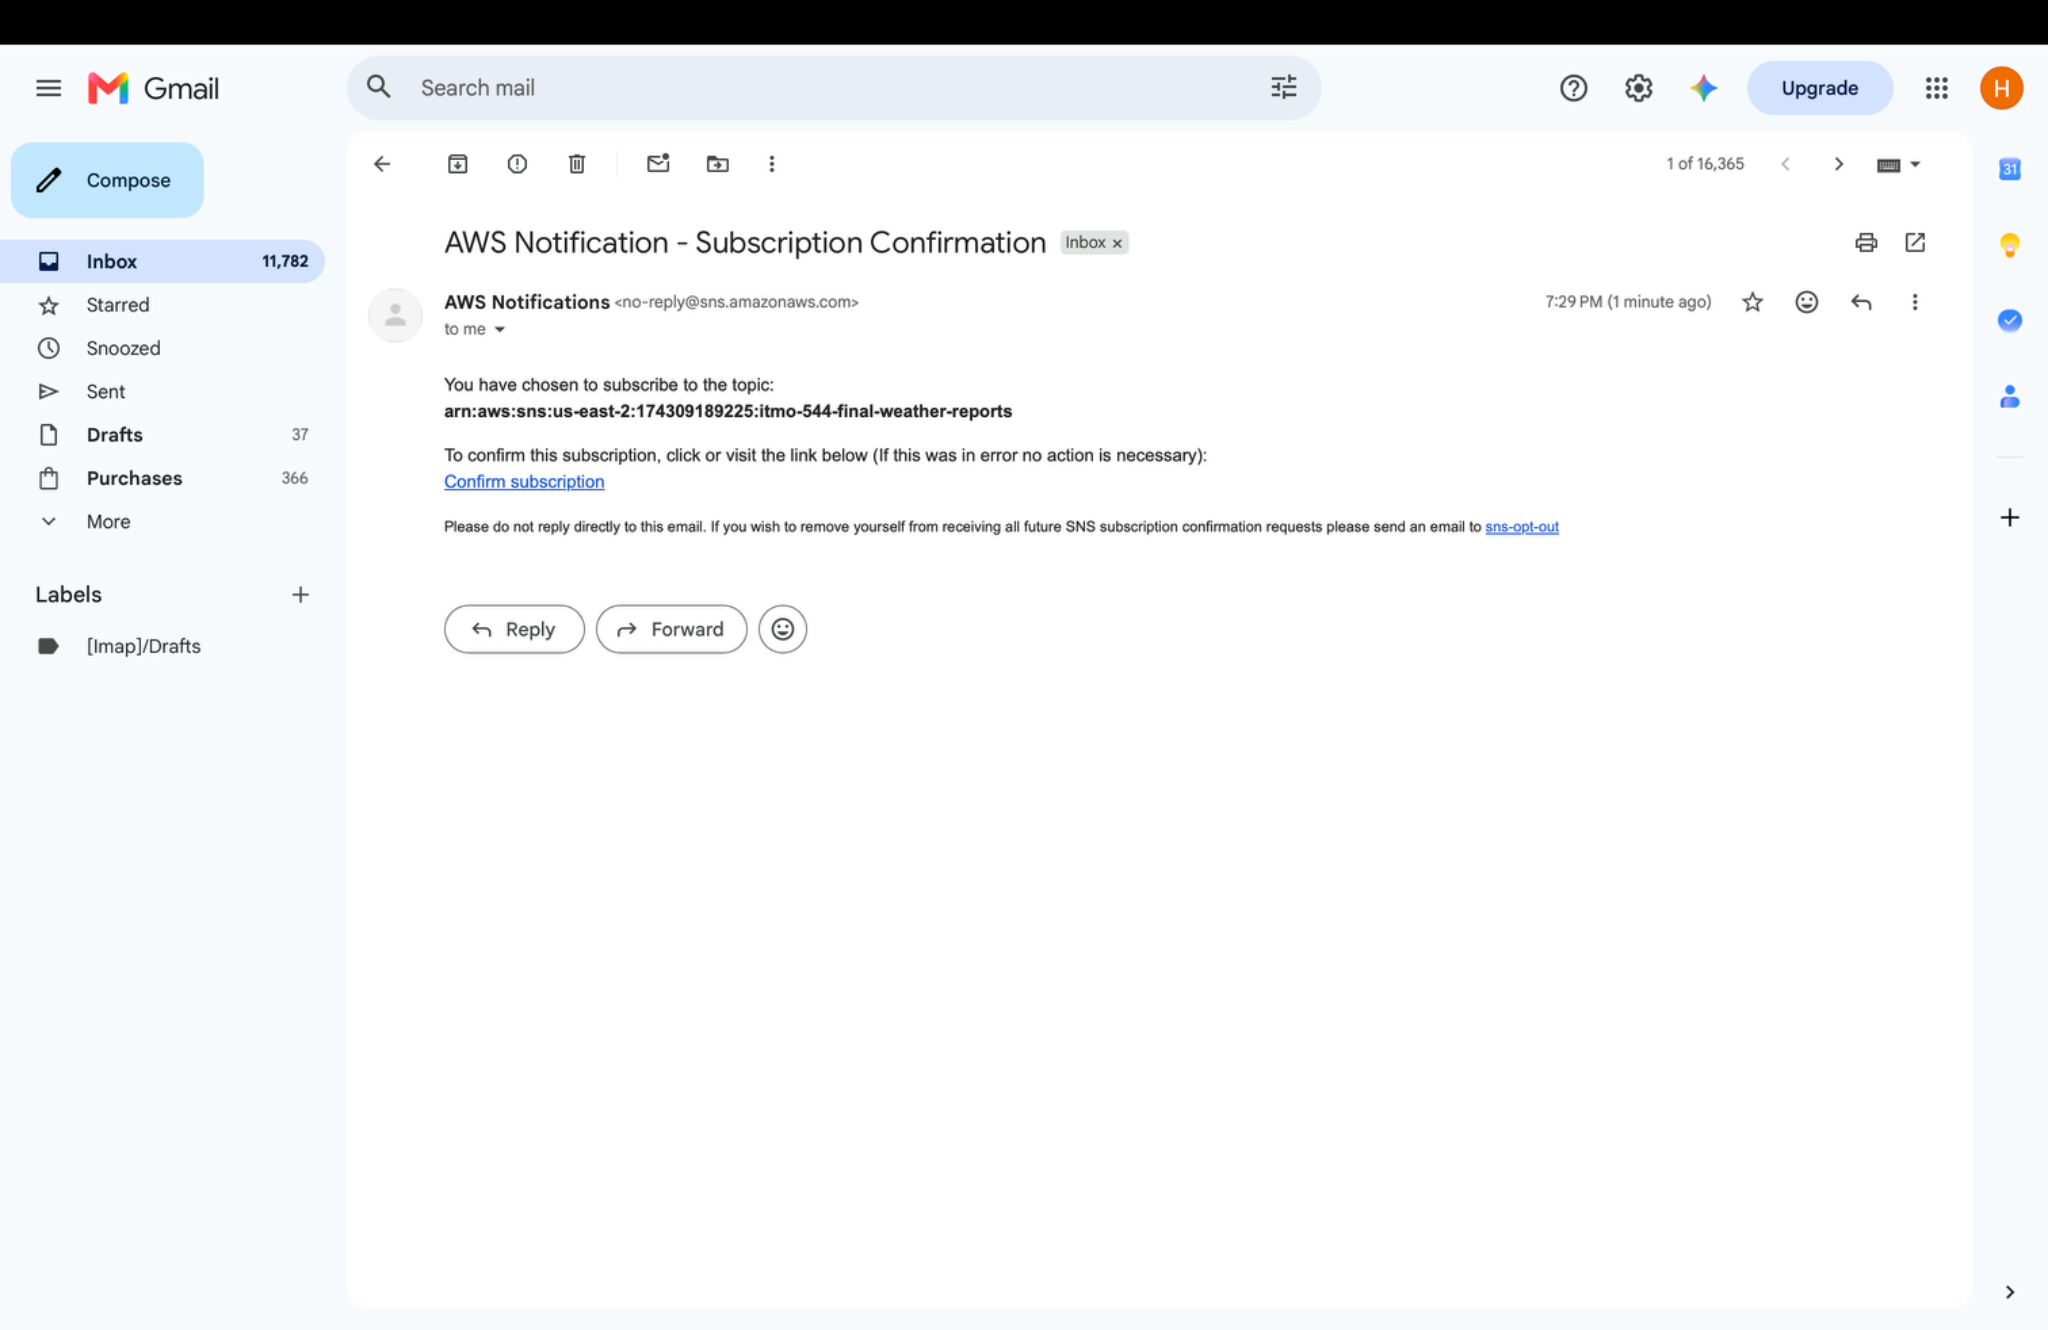 Gmail
Search mail
Upgrade
H
Compose
1 of 16,365
31
Inbox 11,782
Starred
Snoozed
Sent
Drafts 37
Purchases 366
More
Labels
[Imap]/Drafts
AWS Notification - Subscription Confirmation Inbox ×
AWS Notifications <no-reply@sns.amazonaws.com> 7:29 PM (1 minute ago)
to me
You have chosen to subscribe to the topic:
arn:aws:sns:us-east-2:174309189225:itmo-544-final-weather-reports
To confirm this subscription, click or visit the link below (If this was in error no action is necessary):
Confirm subscription
Please do not reply directly to this email. If you wish to remove yourself from receiving all future SNS subscription confirmation requests please send an email to sns-opt-out
Reply
Forward